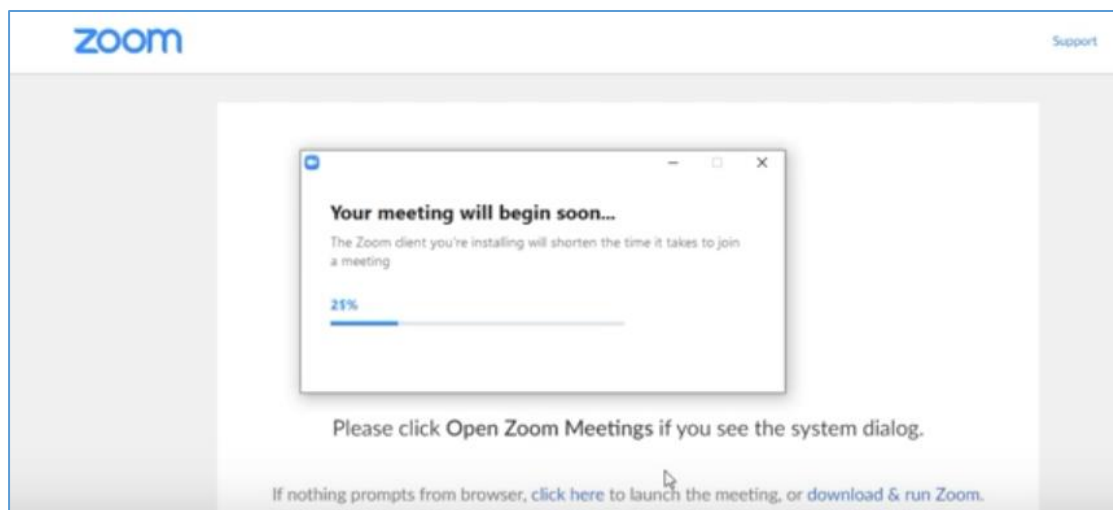 zoom
Support
Your meeting will begin soon...
The Zoom client you're installing will shorten the time it takes to join
a meeting
21%
Please click Open Zoom Meetings if you see the system dialog.
If nothing prompts from browser, click here to launch the meeting, or download & run Zoom.